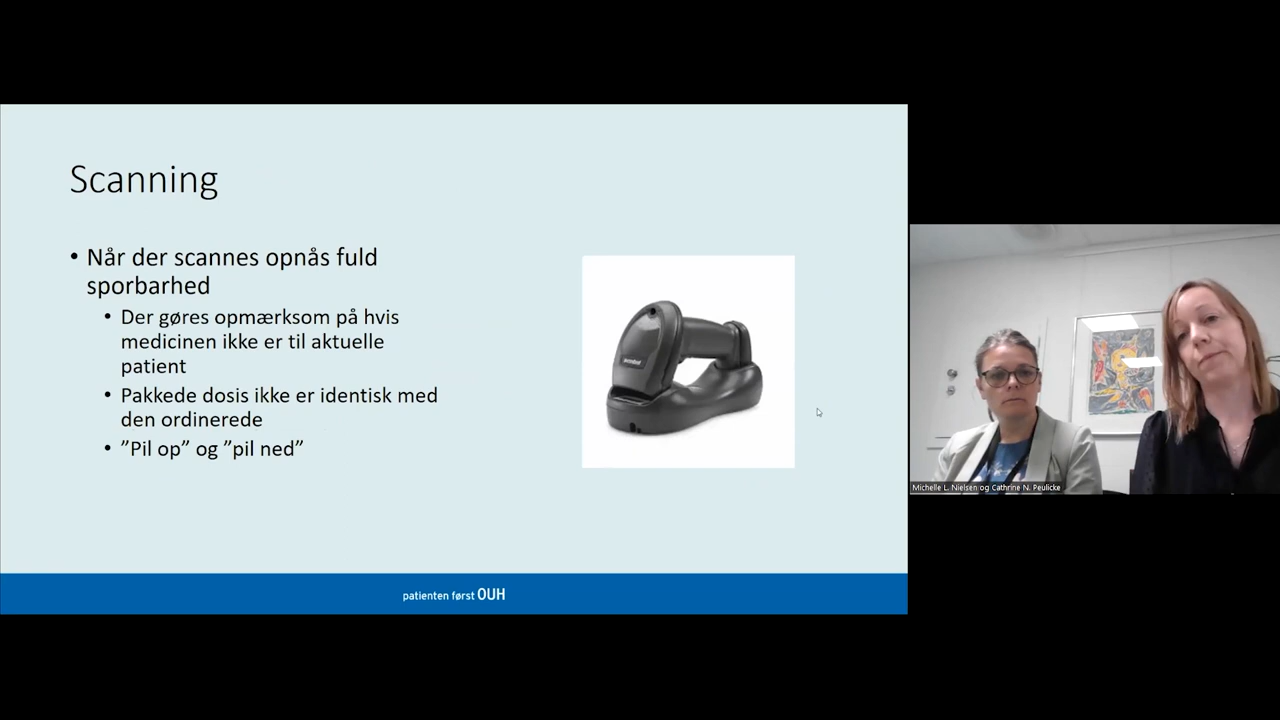 Scanning
• Når der scannes opnås fuld
sporbarhed
• Der gøres opmærksom på hvis
medicinen ikke er til aktuelle
patient
• Pakkede dosis ikke er identisk med
den ordinerede
• ”Pil op” og ”pil ned”
patienten først OUH
Michelle L. Nielsen og Cathrine N. Peulicke